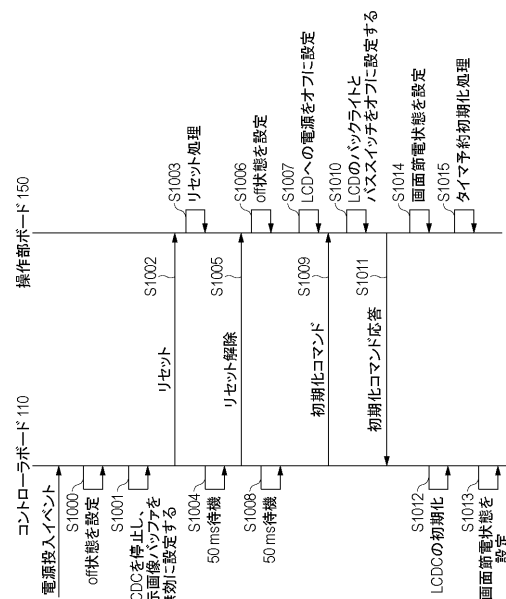 コントローラボード 110
操作部ボード 150
電源投入イベント
S1000
off状態を設定
S1001
CDCを停止し、
示画像バッファを
無効に設定する
リセット
S1002
S1003
リセット処理
S1004
50 ms待機
リセット解除
S1005
S1006
off状態を設定
S1007
LCDへの電源をオフに設定
S1008
50 ms待機
初期化コマンド
S1009
S1010
LCDのバックライトと
バススイッチをオフに設定する
初期化コマンド応答
S1011
S1012
LCDCの初期化
S1013
画面節電状態を
設定
S1014
画面節電状態を設定
S1015
タイマ予約初期化処理